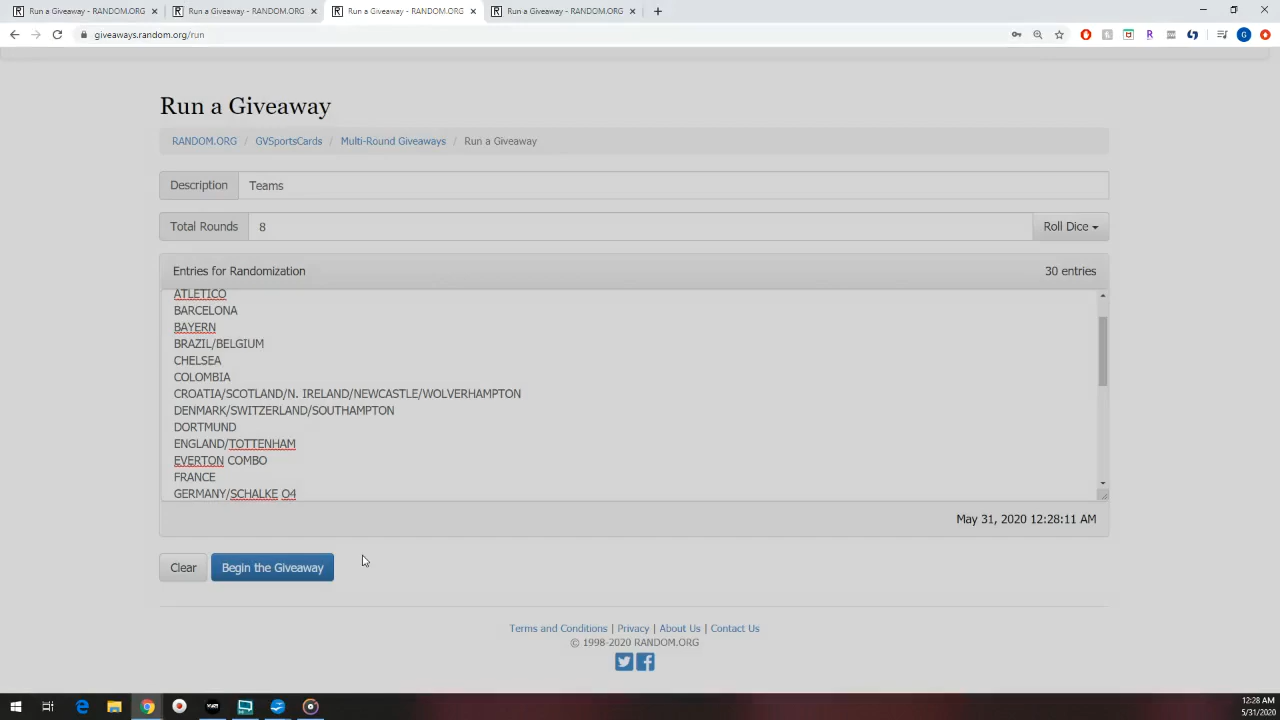 Run a Giveaway - RANDOM.ORG
Run a Giveaway - RANDOM.ORG
Run a Giveaway - RANDOM.ORG
Run a Giveaway - RANDOM.ORG
giveaways.random.org/run
Run a Giveaway
RANDOM.ORG / GVSportsCards / Multi-Round Giveaways / Run a Giveaway
Description Teams
Total Rounds 8 Roll Dice
Entries for Randomization 30 entries
ATLETICO
BARCELONA
BAYERN
BRAZIL/BELGIUM
CHELSEA
COLOMBIA
CROATIA/SCOTLAND/N. IRELAND/NEWCASTLE/WOLVERHAMPTON
DENMARK/SWITZERLAND/SOUTHAMPTON
DORTMUND
ENGLAND/TOTTENHAM
EVERTON COMBO
FRANCE
GERMANY/SCHALKE O4
May 31, 2020 12:28:11 AM
Clear Begin the Giveaway
Terms and Conditions | Privacy | About Us | Contact Us
© 1998-2020 RANDOM.ORG
12:28 AM
5/31/2020